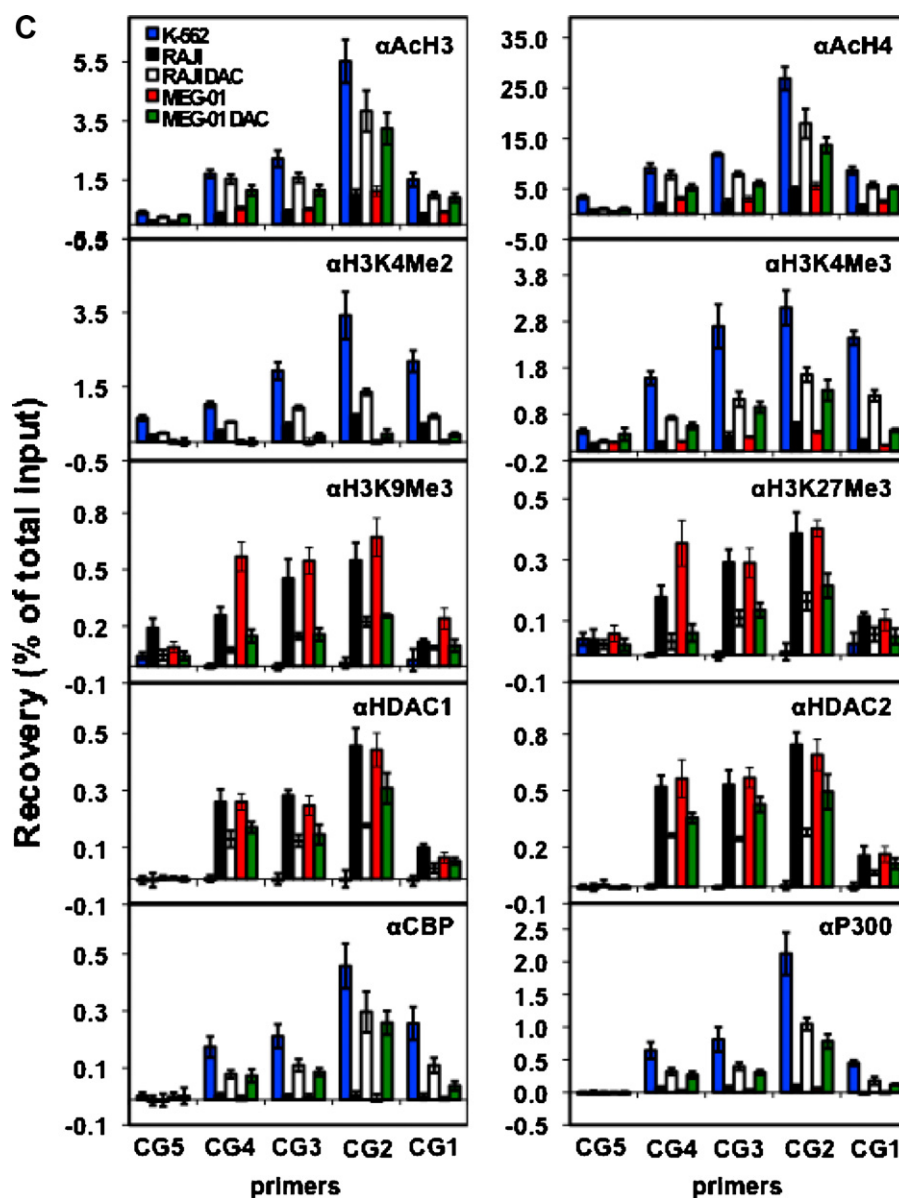 C
K-562
RAJI
RAJI DAC
MEG-01
MEG-01 DAC
αAcH3
5.5
3.5
1.5
αAcH4
35.0
25.0
15.0
5.0
-5.0
αH3K4Me2
3.5
1.5
-0.5
αH3K4Me3
2.8
1.8
0.8
-0.2
αH3K9Me3
0.8
0.5
0.2
-0.1
αH3K27Me3
0.5
0.3
0.1
-0.1
αHDAC1
0.5
0.3
0.1
-0.1
αHDAC2
0.8
0.5
0.2
-0.1
αCBP
0.5
0.3
0.1
-0.1
αP300
2.5
2.0
1.5
1.0
0.5
0.0
-0.5
Recovery (% of total input)
CG5 CG4 CG3 CG2 CG1
primers
CG5 CG4 CG3 CG2 CG1
primers